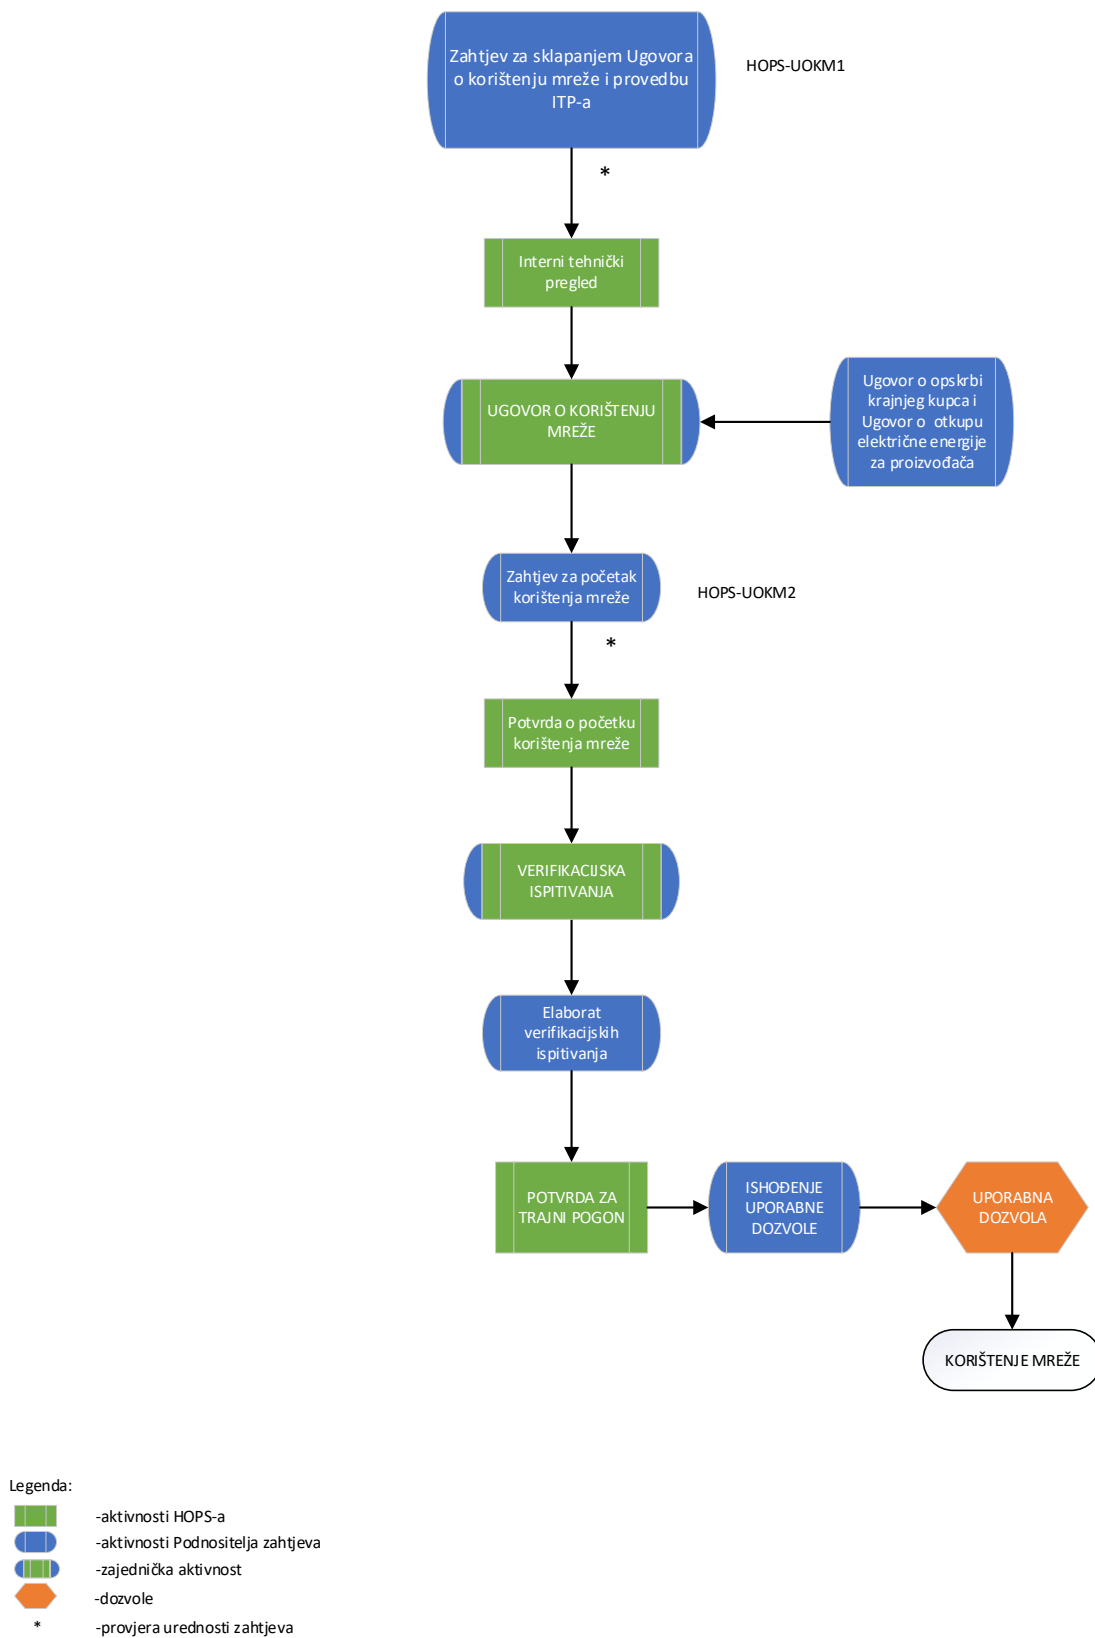 Zahtjev za sklapanjem Ugovora
o korištenju mreže i provedbu
ITP-a
HOPS-UOKM1
*
Interni tehnički
pregled
UGOVOR O KORIŠTENJU
MREŽE
Ugovor o opskrbi
krajnjeg kupca i
Ugovor o otkupu
električne energije
za proizvođača
Zahtjev za početak
korištenja mreže
HOPS-UOKM2
*
Potvrda o početku
korištenja mreže
VERIFIKACIJSKA
ISPITIVANJA
Elaborat
verifikacijskih
ispitivanja
POTVRDA ZA
TRAJNI POGON
ISHOĐENJE
UPORABNE
DOZVOLE
UPORABNA
DOZVOLA
KORIŠTENJE MREŽE
Legenda:
-aktivnosti HOPS-a
-aktivnosti Podnositelja zahtjeva
-zajednička aktivnost
-dozvole
* -provjera urednosti zahtjeva